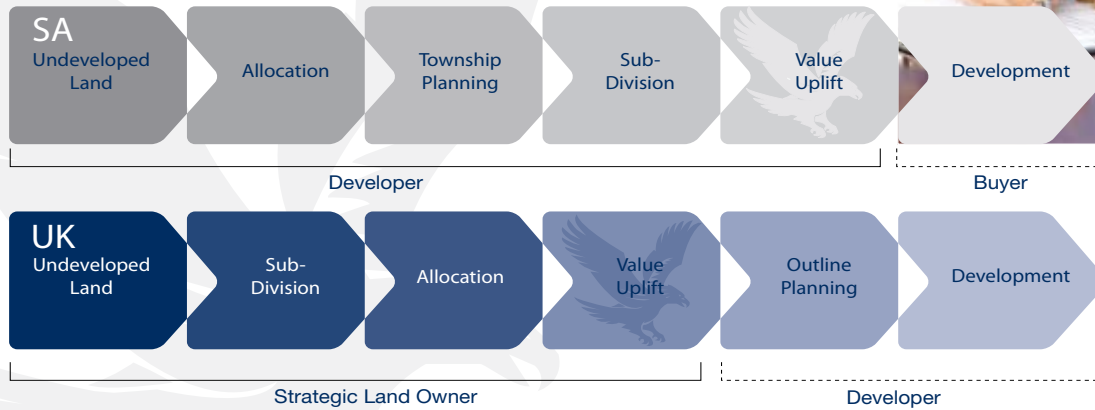 SA
Undeveloped
Land
Allocation
Township
Planning
Sub-
Division
Value
Uplift
Development
Developer
Buyer
UK
Undeveloped
Land
Sub-
Division
Allocation
Value
Uplift
Outline
Planning
Development
Strategic Land Owner
Developer